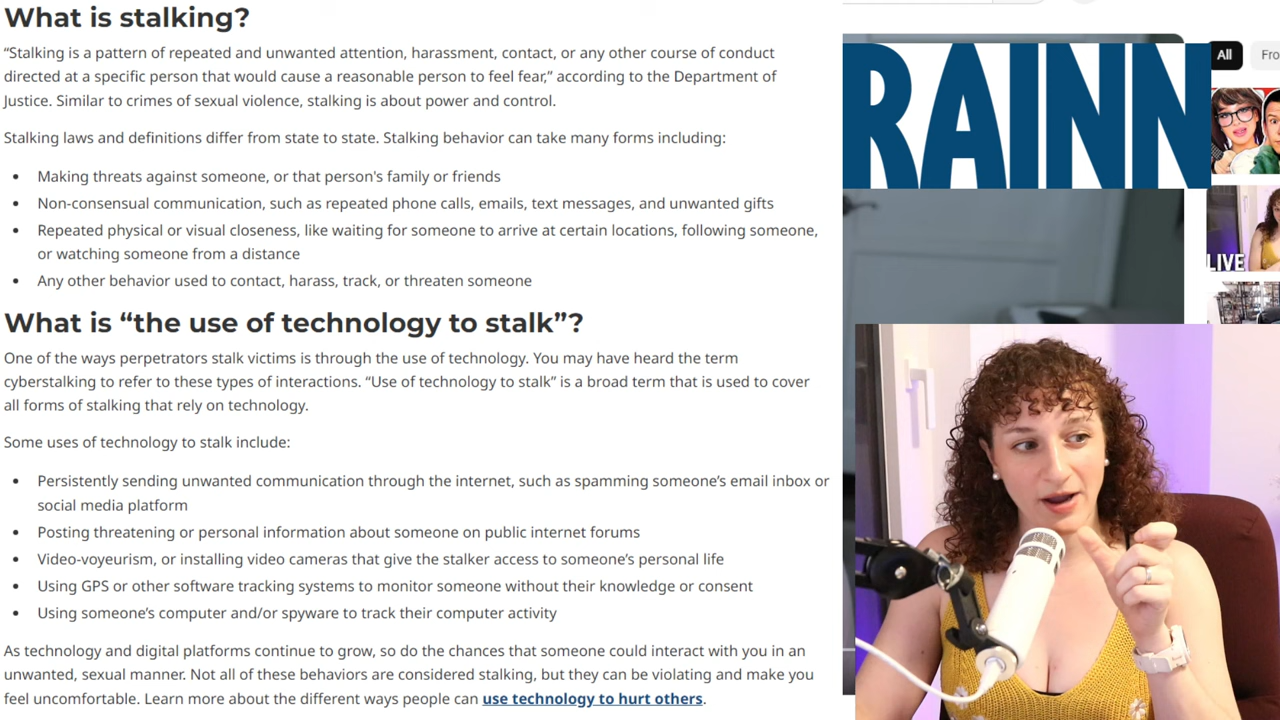 What is stalking?
“Stalking is a pattern of repeated and unwanted attention, harassment, contact, or any other course of conduct
directed at a specific person that would cause a reasonable person to feel fear,” according to the Department of
Justice. Similar to crimes of sexual violence, stalking is about power and control.
Stalking laws and definitions differ from state to state. Stalking behavior can take many forms including:
• Making threats against someone, or that person's family or friends
• Non-consensual communication, such as repeated phone calls, emails, text messages, and unwanted gifts
• Repeated physical or visual closeness, like waiting for someone to arrive at certain locations, following someone,
or watching someone from a distance
• Any other behavior used to contact, harass, track, or threaten someone
What is “the use of technology to stalk”?
One of the ways perpetrators stalk victims is through the use of technology. You may have heard the term
cyberstalking to refer to these types of interactions. “Use of technology to stalk” is a broad term that is used to cover
all forms of stalking that rely on technology.
Some uses of technology to stalk include:
• Persistently sending unwanted communication through the internet, such as spamming someone’s email inbox or
social media platform
• Posting threatening or personal information about someone on public internet forums
• Video-voyeurism, or installing video cameras that give the stalker access to someone’s personal life
• Using GPS or other software tracking systems to monitor someone without their knowledge or consent
• Using someone’s computer and/or spyware to track their computer activity
As technology and digital platforms continue to grow, so do the chances that someone could interact with you in an
unwanted, sexual manner. Not all of these behaviors are considered stalking, but they can be violating and make you
feel uncomfortable. Learn more about the different ways people can use technology to hurt others.
RAINN
All
Fro
LIVE